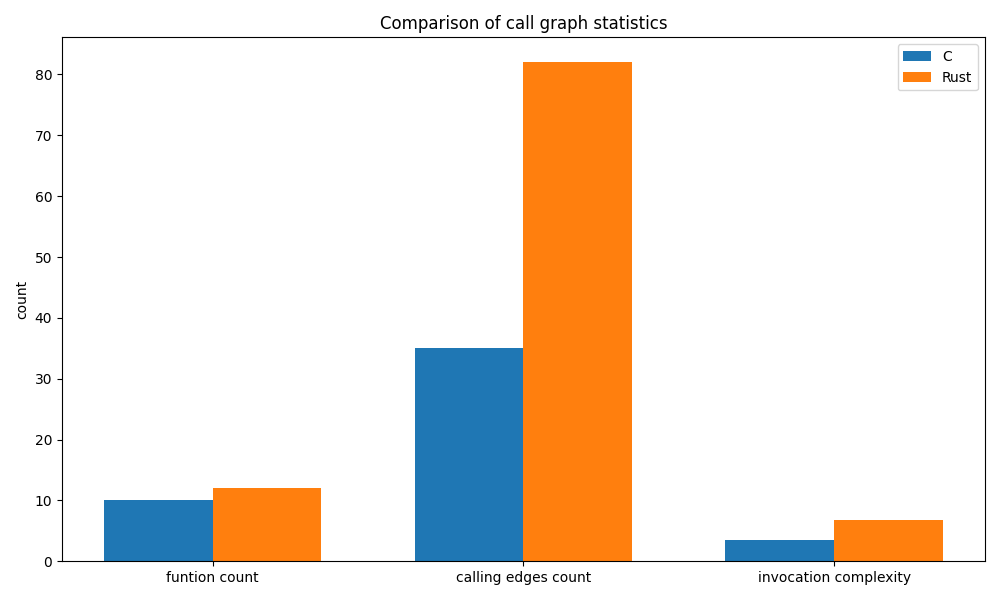 Comparison of call graph statistics
C
Rust
count
80
70
60
50
40
30
20
10
0
funtion count
calling edges count
invocation complexity